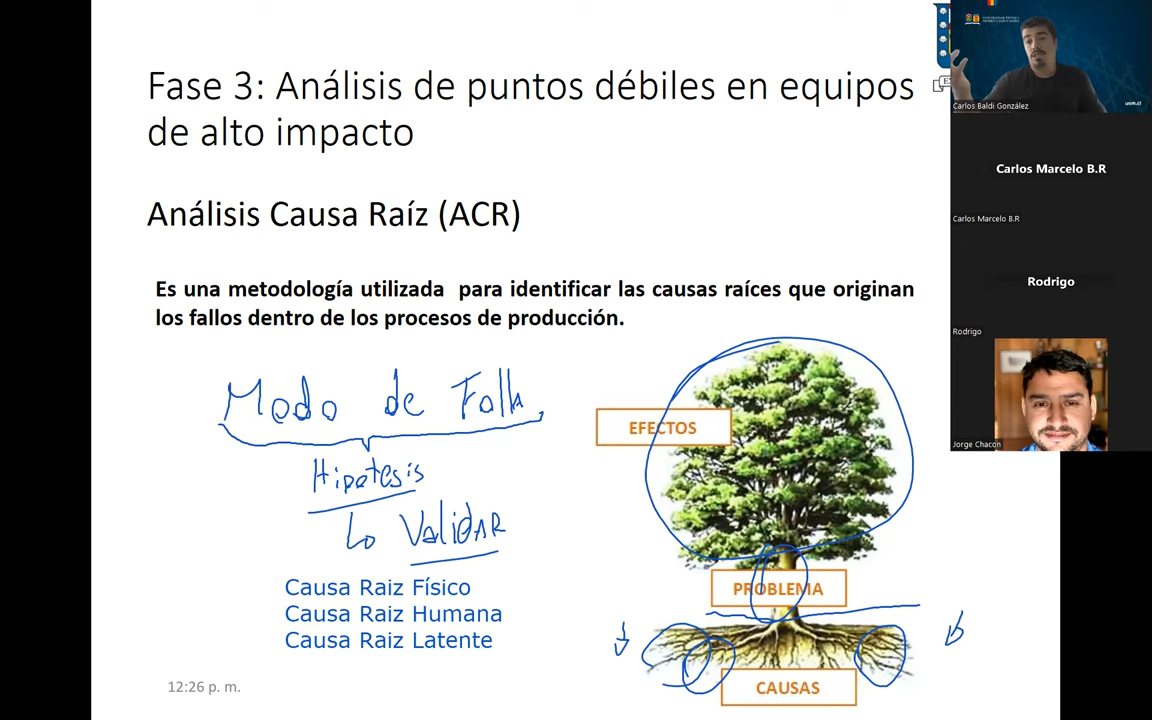 Fase 3: Análisis de puntos débiles en equipos
de alto impacto
Análisis Causa Raíz (ACR)
Es una metodología utilizada para identificar las causas raíces que originan
los fallos dentro de los procesos de producción.
Modo de Falla
Hipotesis
Lo Validar
Causa Raiz Físico
Causa Raiz Humana
Causa Raiz Latente
EFECTOS
PROBLEMA
CAUSAS
12:26 p. m.
usm.cl
Carlos Baldi González
Carlos Marcelo B.R
Carlos Marcelo B.R
Rodrigo
Rodrigo
Jorge Chacon